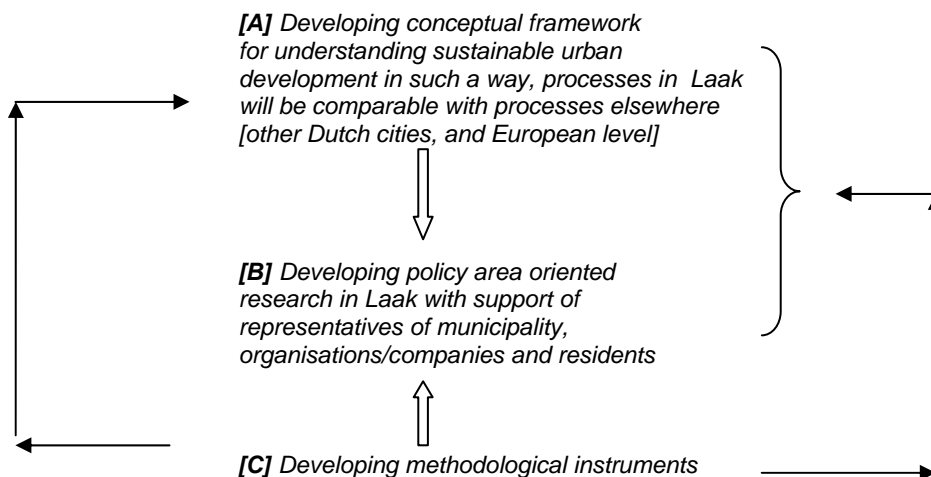 [A] Developing conceptual framework
for understanding sustainable urban
development in such a way, processes in Laak
will be comparable with processes elsewhere
[other Dutch cities, and European level]
[B] Developing policy area oriented
research in Laak with support of
representatives of municipality,
organisations/companies and residents
[C] Developing methodological instruments